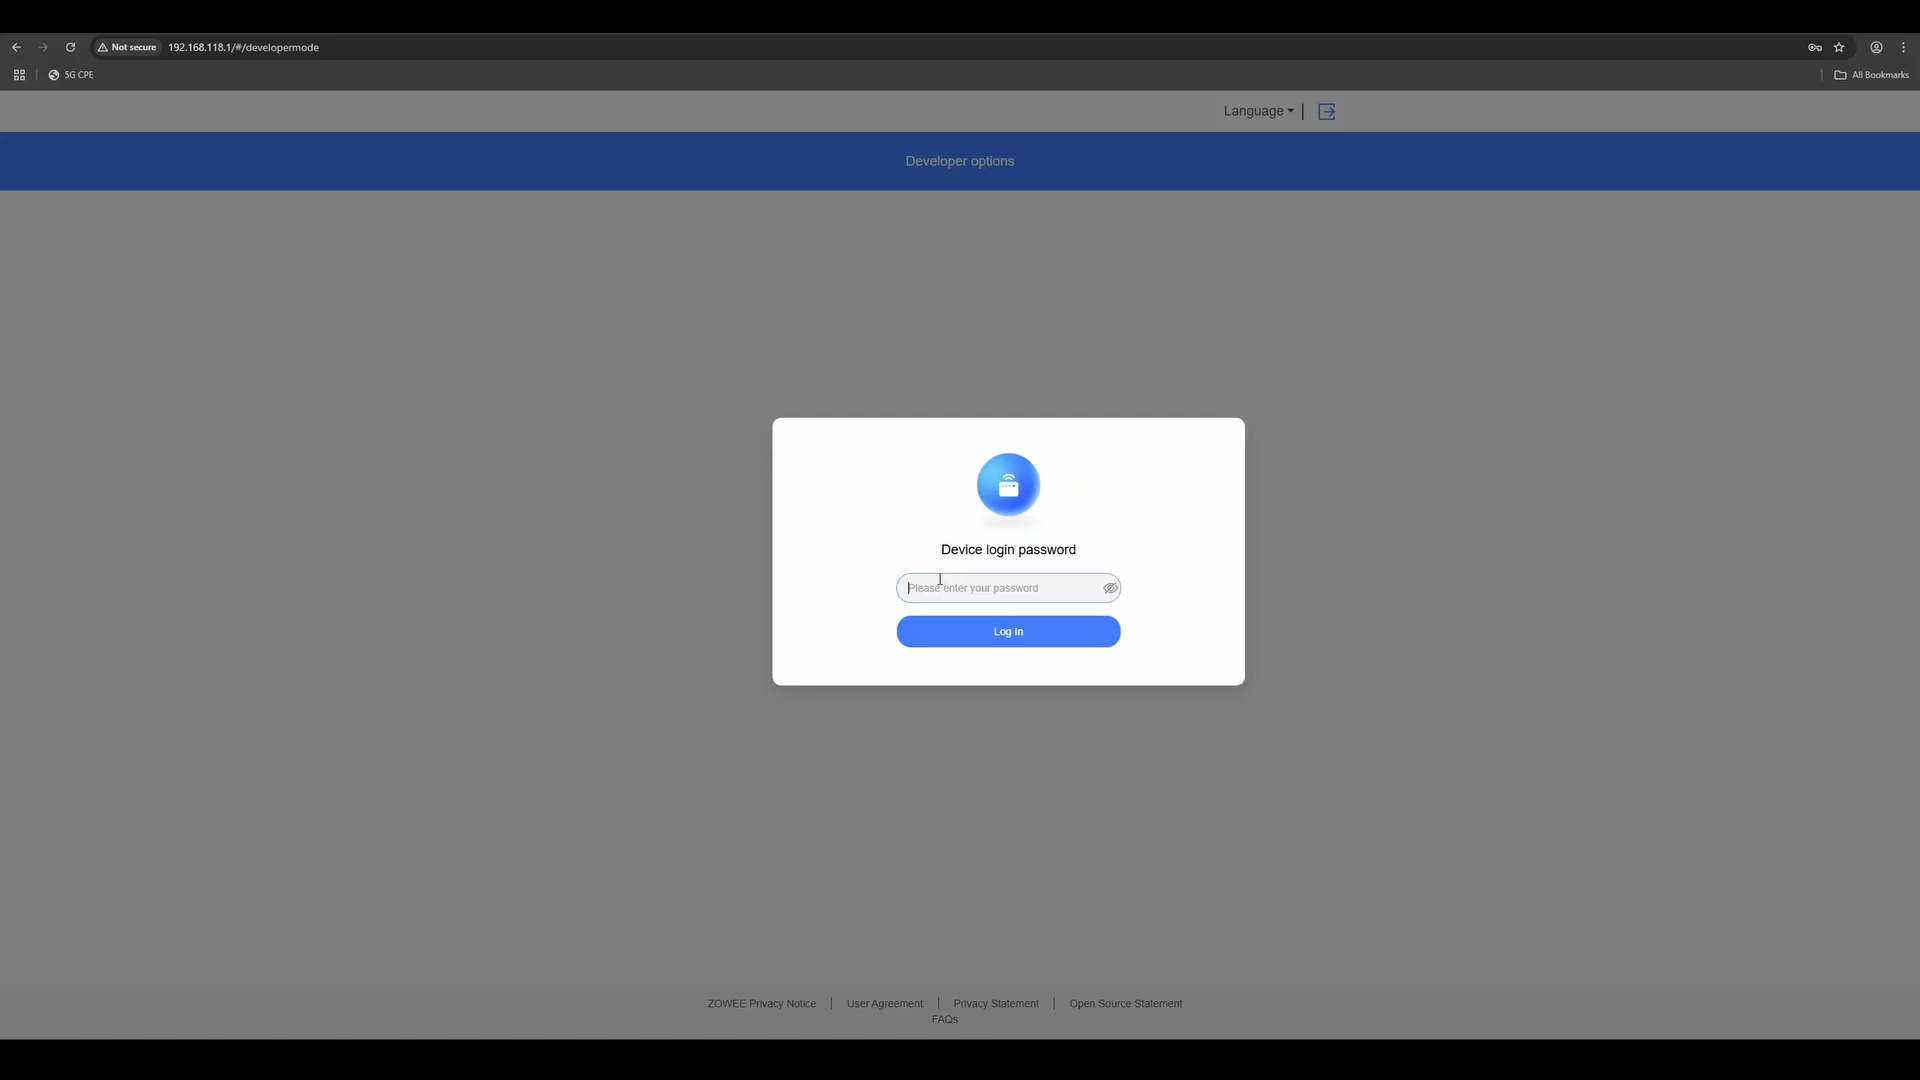 Not secure 192.168.118.1/#/developermode
5G CPE
All Bookmarks
Language
Developer options
Device login password
Please enter your password
Log In
ZOWEE Privacy Notice | User Agreement | Privacy Statement | Open Source Statement
FAQs